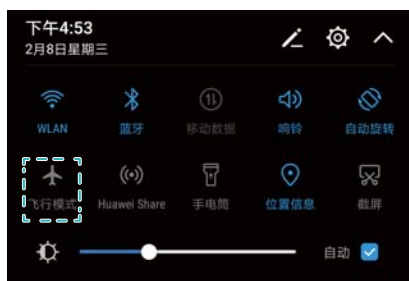 下午4:53
2月8日星期三
WLAN 蓝牙 移动数据 响铃 自动旋转
飞行模式 Huawei Share 手电筒 位置信息 截屏
自动